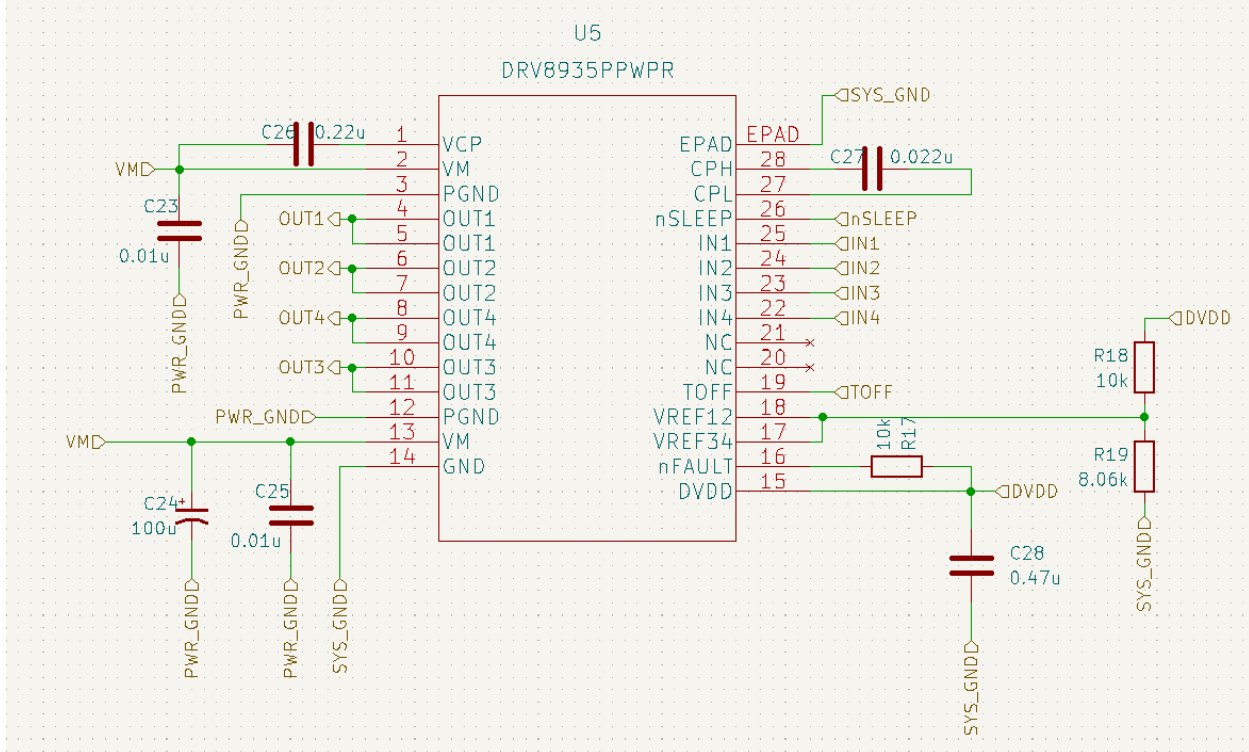 U5
DRV8935PPWPR
SYS_GND
C26 0.22u 1 VCP EPAD EPAD
VM 2 VM CPH 28 C27 0.022u
3 PGND CPL 27
C23
0.01u
PWR_GND
PWR_GND
OUT1 4 OUT1 nSLEEP 26 nSLEEP
5 OUT1 IN1 25 IN1
OUT2 6 OUT2 IN2 24 IN2
7 OUT2 IN3 23 IN3
OUT4 8 OUT4 IN4 22 IN4
9 OUT4 NC 21
OUT3 10 OUT3 NC 20
11 OUT3 TOFF 19 TOFF
PWR_GND 12 PGND VREF12 18
VM 13 VM VREF34 17
14 GND nFAULT 16
DVDD 15 DVDD
10k
R17
DVDD
R18
10k
R19
8.06k
SYS_GND
C24
+
100u
PWR_GND
C25
0.01u
PWR_GND
SYS_GND
C28
0.47u
SYS_GND